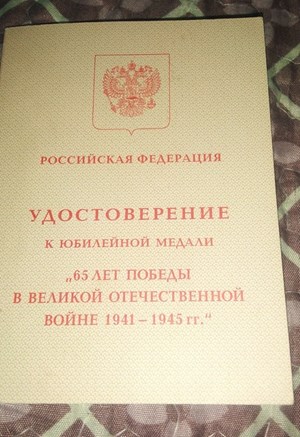 РОССИЙСКАЯ ФЕДЕРАЦИЯ
УДОСТОВЕРЕНИЕ
К ЮБИЛЕЙНОЙ МЕДАЛИ
„65 ЛЕТ ПОБЕДЫ
В ВЕЛИКОЙ ОТЕЧЕСТВЕННОЙ
ВОЙНЕ 1941 – 1945 гг.“